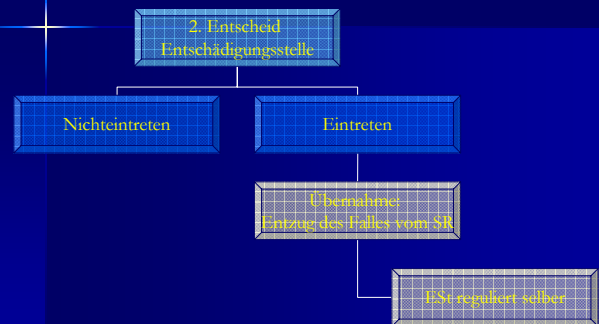 2. Entscheid
Entschädigungsstelle
Nichteintreten
Eintreten
Übernahme:
Entzug des Falles vom SR
ESt reguliert selber